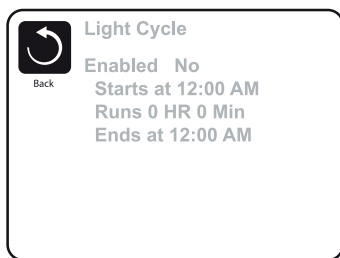 Light Cycle
Enabled No
Starts at 12:00 AM
Runs 0 HR 0 Min
Ends at 12:00 AM
Back